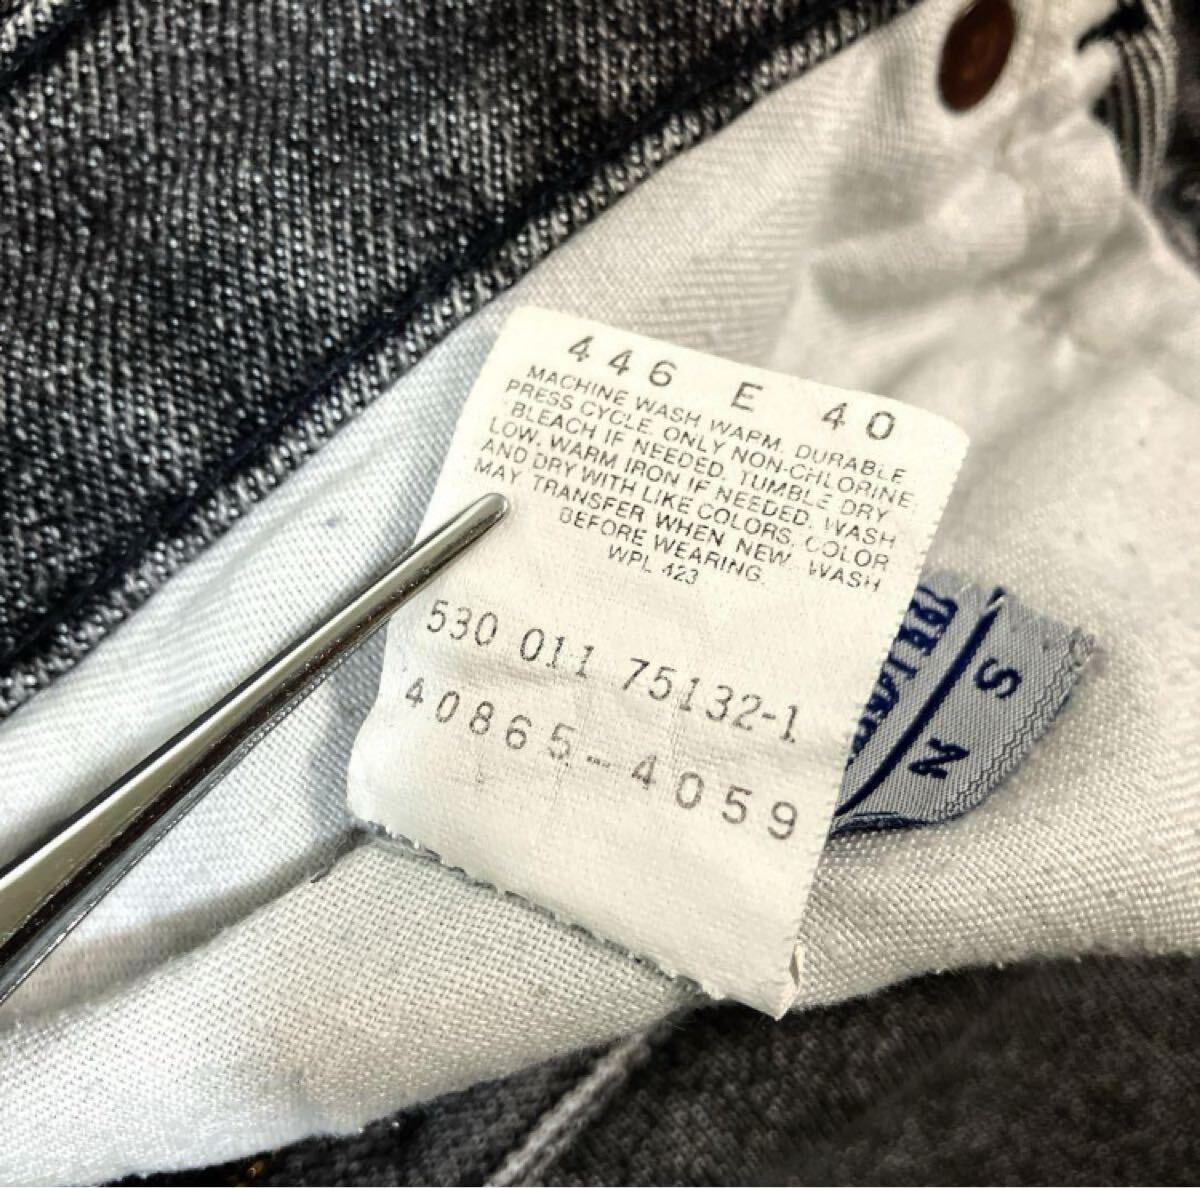 446 E 40
MACHINE WASH WARM. DURABLE
PRESS CYCLE. ONLY NON-CHLORINE
BLEACH IF NEEDED. TUMBLE DRY
LOW. WARM IRON IF NEEDED. WASH
AND DRY WITH LIKE COLORS. COLOR
MAY TRANSFER WHEN NEW. WASH
BEFORE WEARING.
WPL 423
530 011 75132-1
40865-4059
S
N